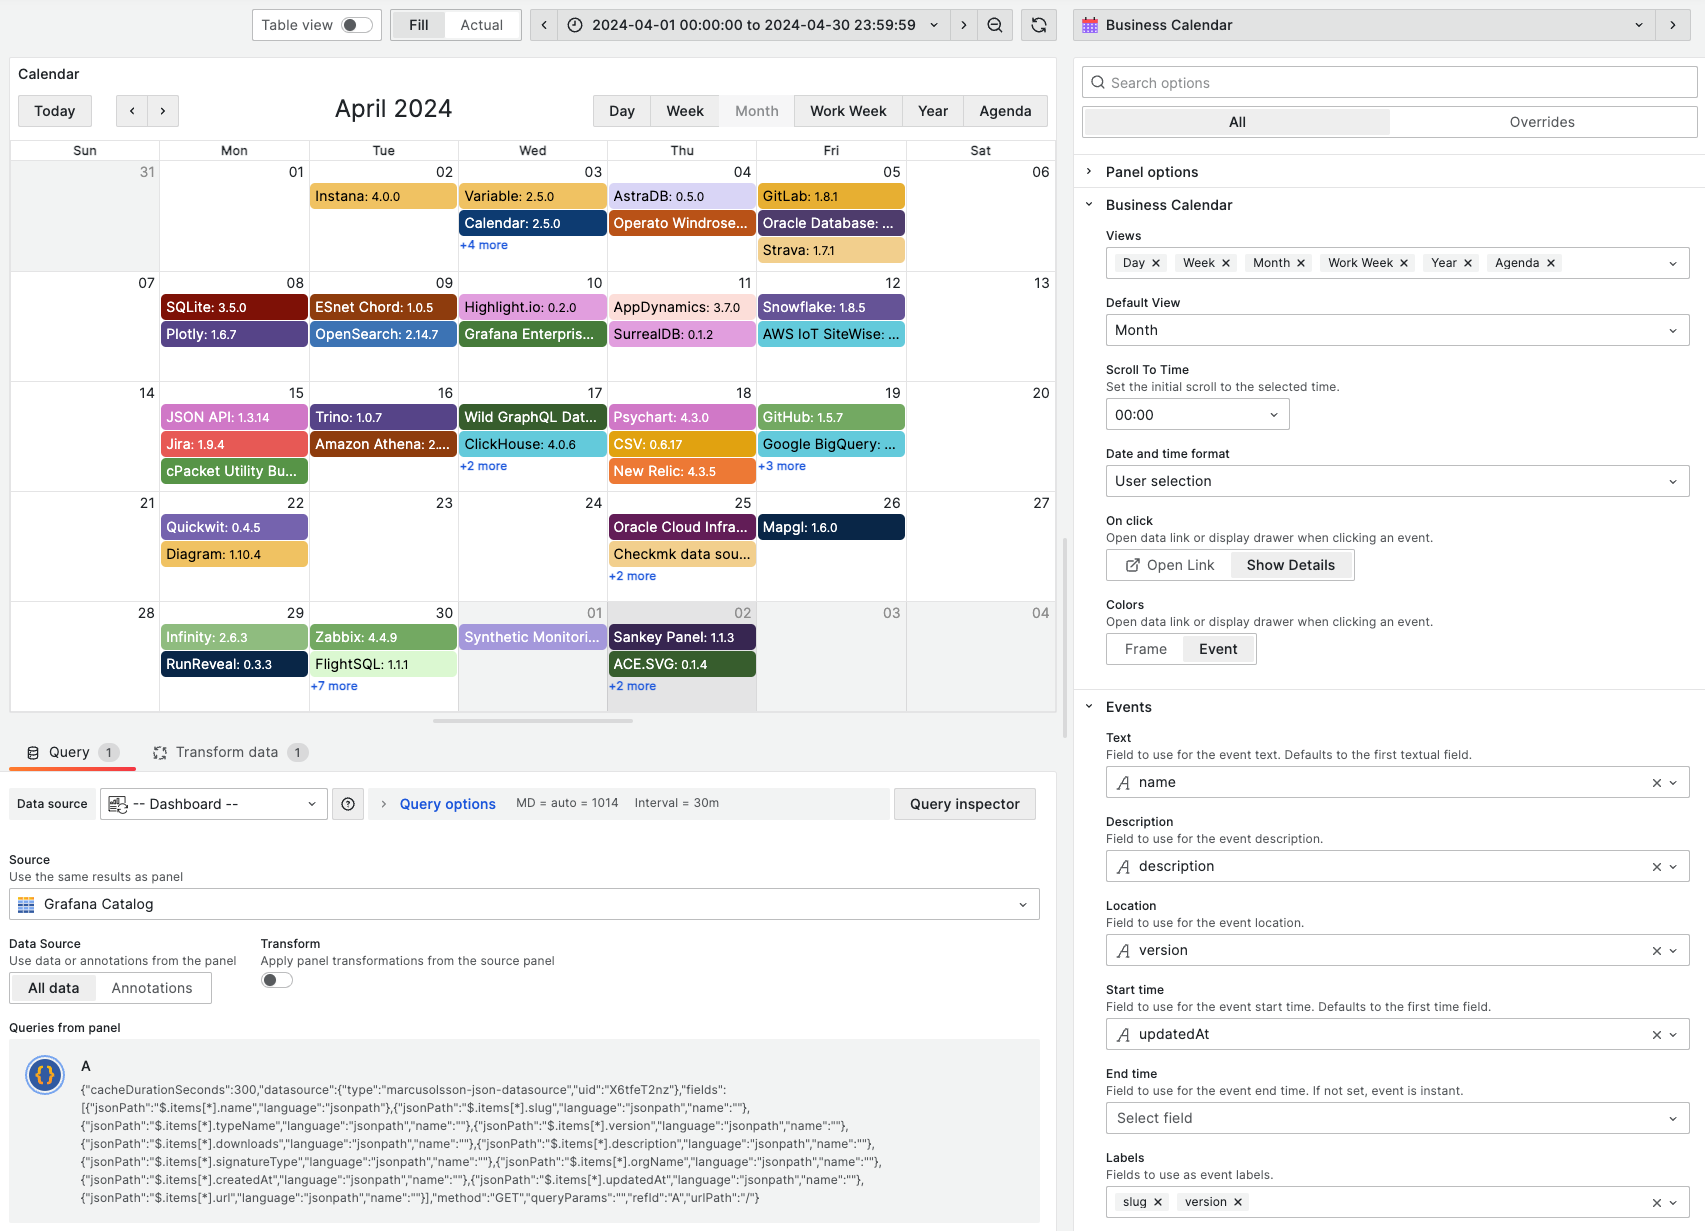 Table view Fill Actual 2024-04-01 00:00:00 to 2024-04-30 23:59:59 Business Calendar
Calendar
Today April 2024 Day Week Month Work Week Year Agenda
Sun Mon Tue Wed Thu Fri Sat
31 01 02 03 04 05 06
Instana: 4.0.0 Variable: 2.5.0 AstraDB: 0.5.0 GitLab: 1.8.1
Calendar: 2.5.0 Operato Windrose... Oracle Database: ...
+4 more Strava: 1.7.1
07 08 09 10 11 12 13
SQLite: 3.5.0 ESnet Chord: 1.0.5 Highlight.io: 0.2.0 AppDynamics: 3.7.0 Snowflake: 1.8.5
Plotly: 1.6.7 OpenSearch: 2.14.7 Grafana Enterpris... SurrealDB: 0.1.2 AWS IoT SiteWise: ...
14 15 16 17 18 19 20
JSON API: 1.3.14 Trino: 1.0.7 Wild GraphQL Dat... Psychart: 4.3.0 GitHub: 1.5.7
Jira: 1.9.4 Amazon Athena: 2.... ClickHouse: 4.0.6 CSV: 0.6.17 Google BigQuery: ...
cPacket Utility Bu... +2 more New Relic: 4.3.5 +3 more
21 22 23 24 25 26 27
Quickwit: 0.4.5 Oracle Cloud Infra... Mapgl: 1.6.0
Diagram: 1.10.4 Checkmk data sou...
+2 more
28 29 30 01 02 03 04
Infinity: 2.6.3 Zabbix: 4.4.9 Synthetic Monitori... Sankey Panel: 1.1.3
RunReveal: 0.3.3 FlightSQL: 1.1.1 ACE.SVG: 0.1.4
+7 more +2 more
Query 1 Transform data 1
Data source -- Dashboard -- Query options MD = auto = 1014 Interval = 30m Query inspector
Source
Use the same results as panel
Grafana Catalog
Data Source Transform
Use data or annotations from the panel Apply panel transformations from the source panel
All data Annotations
Queries from panel
A
{"cacheDurationSeconds":300,"datasource":{"type":"marcusolsson-json-datasource","uid":"X6tfeT2nz"},"fields":
[{"jsonPath":"$.items[*].name","language":"jsonpath"},{"jsonPath":"$.items[*].slug","language":"jsonpath","name":""},
{"jsonPath":"$.items[*].typeName","language":"jsonpath","name":""},{"jsonPath":"$.items[*].version","language":"jsonpath","name":""},
{"jsonPath":"$.items[*].downloads","language":"jsonpath","name":""},{"jsonPath":"$.items[*].description","language":"jsonpath","name":""},
{"jsonPath":"$.items[*].signatureType","language":"jsonpath","name":""},{"jsonPath":"$.items[*].orgName","language":"jsonpath","name":""},
{"jsonPath":"$.items[*].createdAt","language":"jsonpath","name":""},{"jsonPath":"$.items[*].updatedAt","language":"jsonpath","name":""},
{"jsonPath":"$.items[*].url","language":"jsonpath","name":""}],"method":"GET","queryParams":"","refId":"A","urlPath":"/"}
Search options
All Overrides
Panel options
Business Calendar
Views
Day Week Month Work Week Year Agenda
Default View
Month
Scroll To Time
Set the initial scroll to the selected time.
00:00
Date and time format
User selection
On click
Open data link or display drawer when clicking an event.
Open Link Show Details
Colors
Open data link or display drawer when clicking an event.
Frame Event
Events
Text
Field to use for the event text. Defaults to the first textual field.
name
Description
Field to use for the event description.
description
Location
Field to use for the event location.
version
Start time
Field to use for the event start time. Defaults to the first time field.
updatedAt
End time
Field to use for the event end time. If not set, event is instant.
Select field
Labels
Fields to use as event labels.
slug version